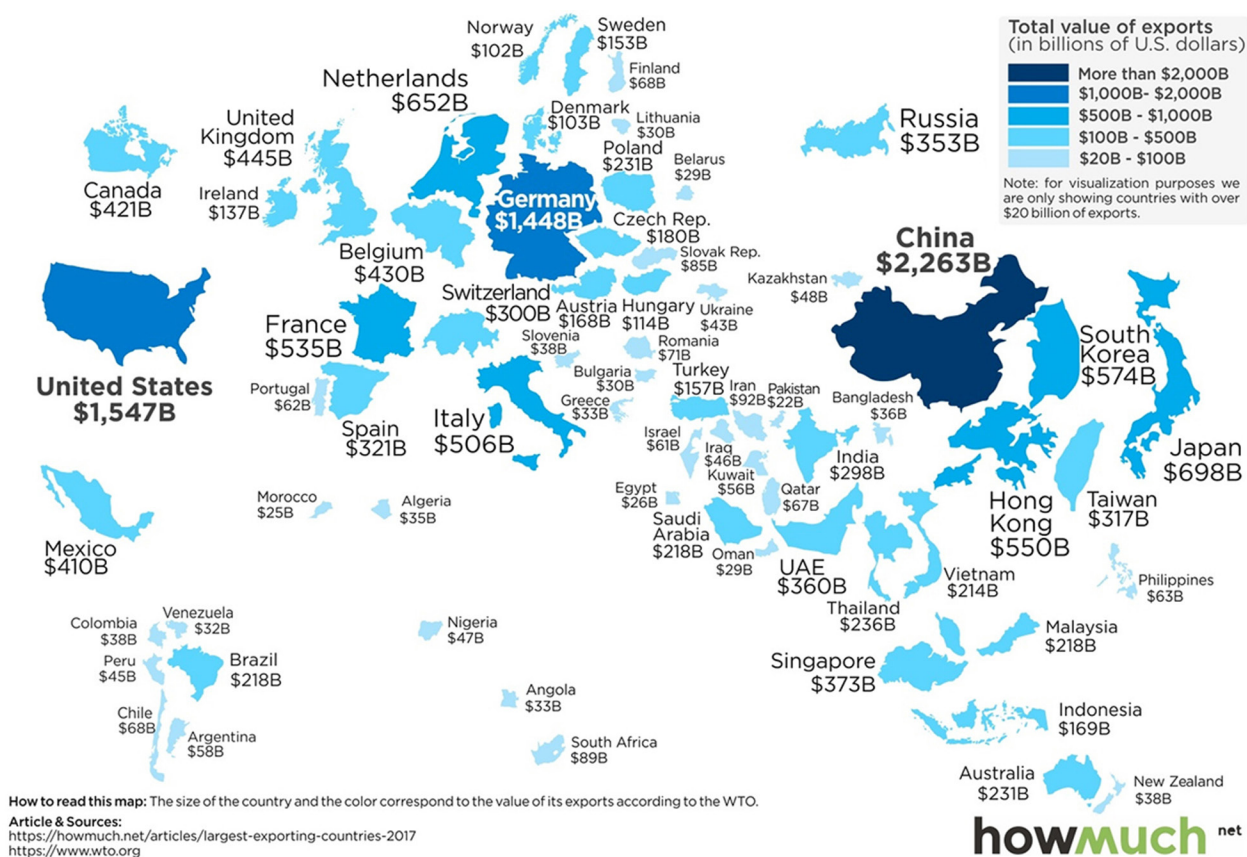 Total value of exports
(in billions of U.S. dollars)
More than $2,000B
$1,000B- $2,000B
$500B - $1,000B
$100B - $500B
$20B - $100B
Note: for visualization purposes we
are only showing countries with over
$20 billion of exports.
Norway
$102B
Sweden
$153B
Finland
$68B
Netherlands
$652B
Denmark
$103B
Lithuania
$30B
United
Kingdom
$445B
Poland
$231B
Belarus
$29B
Russia
$353B
Canada
$421B
Ireland
$137B
Germany
$1,448B
Czech Rep.
$180B
Belgium
$430B
Slovak Rep.
$85B
China
$2,263B
Kazakhstan
$48B
Switzerland
$300B
Austria
$168B
Hungary
$114B
Ukraine
$43B
France
$535B
Slovenia
$38B
Romania
$71B
South
Korea
$574B
United States
$1,547B
Portugal
$62B
Spain
$321B
Italy
$506B
Bulgaria
$30B
Greece
$33B
Turkey
$157B
Iran
$92B
Pakistan
$22B
Bangladesh
$36B
Israel
$61B
Iraq
$46B
Kuwait
$56B
India
$298B
Japan
$698B
Qatar
$67B
Egypt
$26B
Saudi
Arabia
$218B
Oman
$29B
UAE
$360B
Hong
Kong
$550B
Taiwan
$317B
Morocco
$25B
Algeria
$35B
Mexico
$410B
Vietnam
$214B
Philippines
$63B
Thailand
$236B
Colombia
$38B
Venezuela
$32B
Nigeria
$47B
Malaysia
$218B
Peru
$45B
Brazil
$218B
Singapore
$373B
Angola
$33B
Indonesia
$169B
Chile
$68B
Argentina
$58B
South Africa
$89B
Australia
$231B
New Zealand
$38B
How to read this map: The size of the country and the color correspond to the value of its exports according to the WTO.
Article & Sources:
https://howmuch.net/articles/largest-exporting-countries-2017
https://www.wto.org
howmuch net